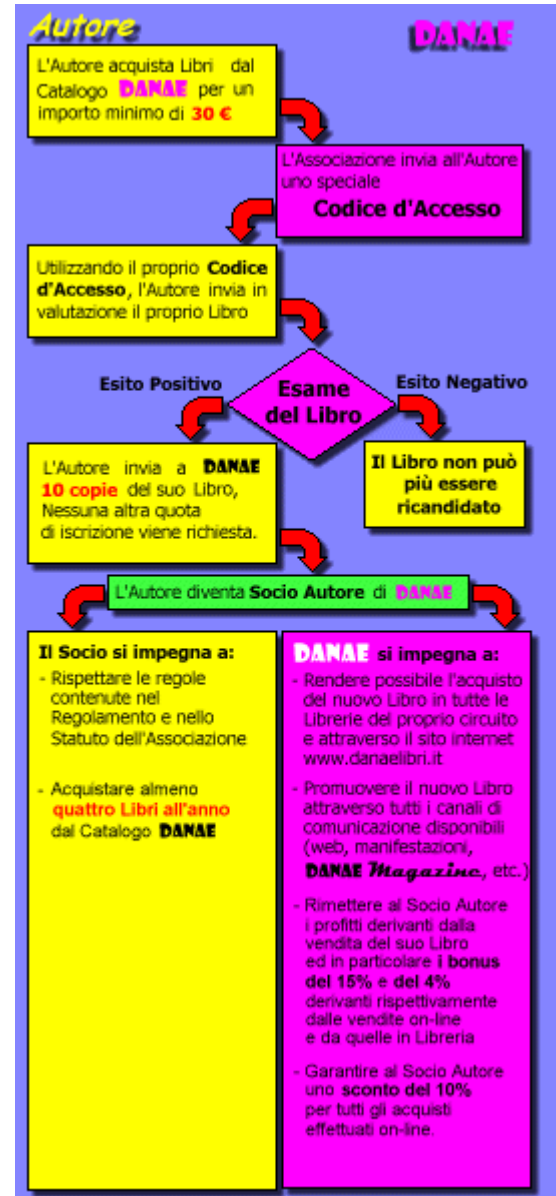 Autore
DANAE
L'Autore acquista Libri dal
Catalogo DANAE per un
importo minimo di 30 €
L'Associazione invia all'Autore
uno speciale
Codice d'Accesso
Utilizzando il proprio Codice
d'Accesso, l'Autore invia in
valutazione il proprio Libro
Esame
del Libro
Esito Positivo
Esito Negativo
L'Autore invia a DANAE
10 copie del suo Libro,
Nessuna altra quota
di iscrizione viene richiesta.
Il Libro non può
più essere
ricandidato
L'Autore diventa Socio Autore di DANAE
Il Socio si impegna a:
- Rispettare le regole
contenute nel
Regolamento e nello
Statuto dell'Associazione
- Acquistare almeno
quattro Libri all'anno
dal Catalogo DANAE
DANAE si impegna a:
- Rendere possibile l'acquisto
del nuovo Libro in tutte le
Librerie del proprio circuito
e attraverso il sito internet
www.danaelibri.it
- Promuovere il nuovo Libro
attraverso tutti i canali di
comunicazione disponibili
(web, manifestazioni,
DANAE Magazine, etc.)
- Rimettere al Socio Autore
i profitti derivanti dalla
vendita del suo Libro
ed in particolare i bonus
del 15% e del 4%
derivanti rispettivamente
dalle vendite on-line
e da quelle in Libreria
- Garantire al Socio Autore
uno sconto del 10%
per tutti gli acquisti
effettuati on-line.